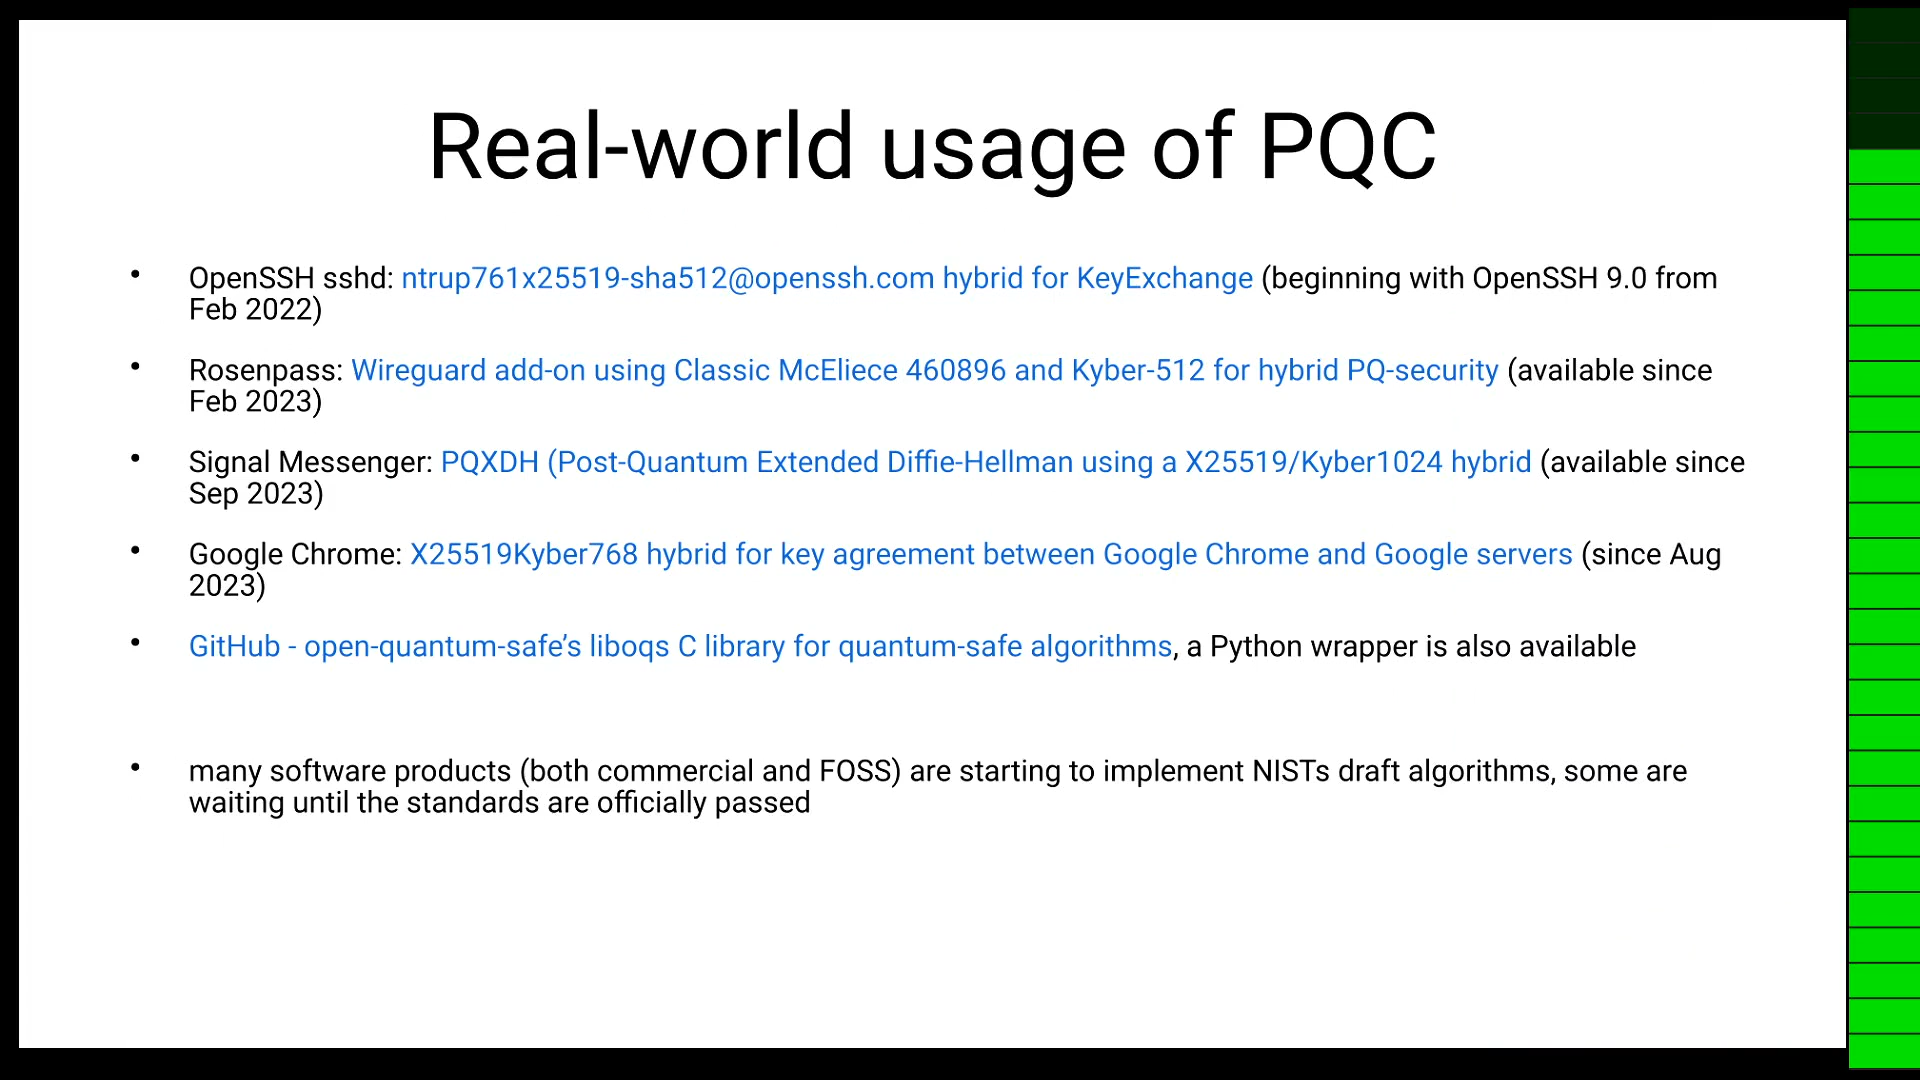 Real-world usage of PQC
• OpenSSH sshd: ntrup761x25519-sha512@openssh.com hybrid for KeyExchange (beginning with OpenSSH 9.0 from
Feb 2022)
• Rosenpass: Wireguard add-on using Classic McEliece 460896 and Kyber-512 for hybrid PQ-security (available since
Feb 2023)
• Signal Messenger: PQXDH (Post-Quantum Extended Diffie-Hellman using a X25519/Kyber1024 hybrid (available since
Sep 2023)
• Google Chrome: X25519Kyber768 hybrid for key agreement between Google Chrome and Google servers (since Aug
2023)
• GitHub - open-quantum-safe’s liboqs C library for quantum-safe algorithms, a Python wrapper is also available
• many software products (both commercial and FOSS) are starting to implement NISTs draft algorithms, some are
waiting until the standards are officially passed